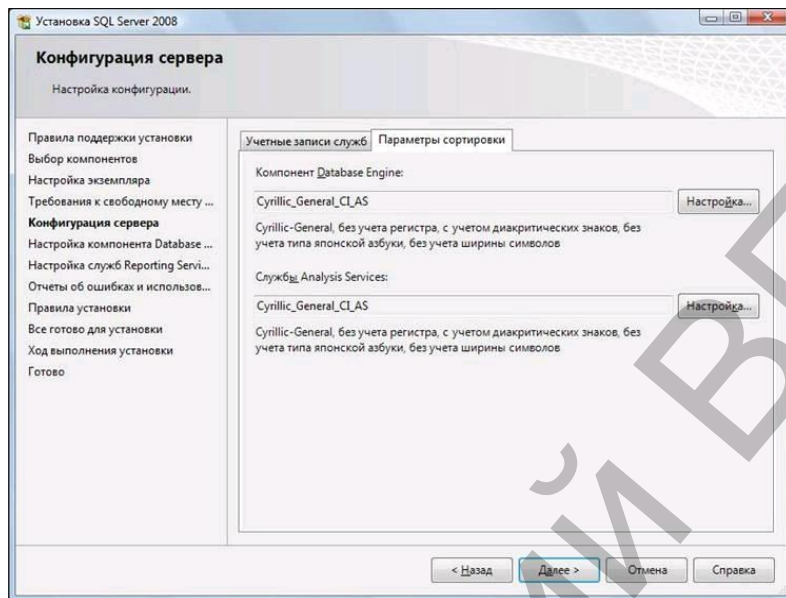 Установка SQL Server 2008
Конфигурация сервера
Настройка конфигурации.
Правила поддержки установки
Выбор компонентов
Настройка экземпляра
Требования к свободному месту ...
Конфигурация сервера
Настройка компонента Database ...
Настройка служб Reporting Servi...
Отчеты об ошибках и использов...
Правила установки
Все готово для установки
Ход выполнения установки
Готово
Учетные записи служб
Параметры сортировки
Компонент Database Engine:
Cyrillic_General_CI_AS
Настройка...
Cyrillic-General, без учета регистра, с учетом диакритических знаков, без
учета типа японской азбуки, без учета ширины символов
Службы Analysis Services:
Cyrillic_General_CI_AS
Настройка...
Cyrillic-General, без учета регистра, с учетом диакритических знаков, без
учета типа японской азбуки, без учета ширины символов
< Назад
Далее >
Отмена
Справка